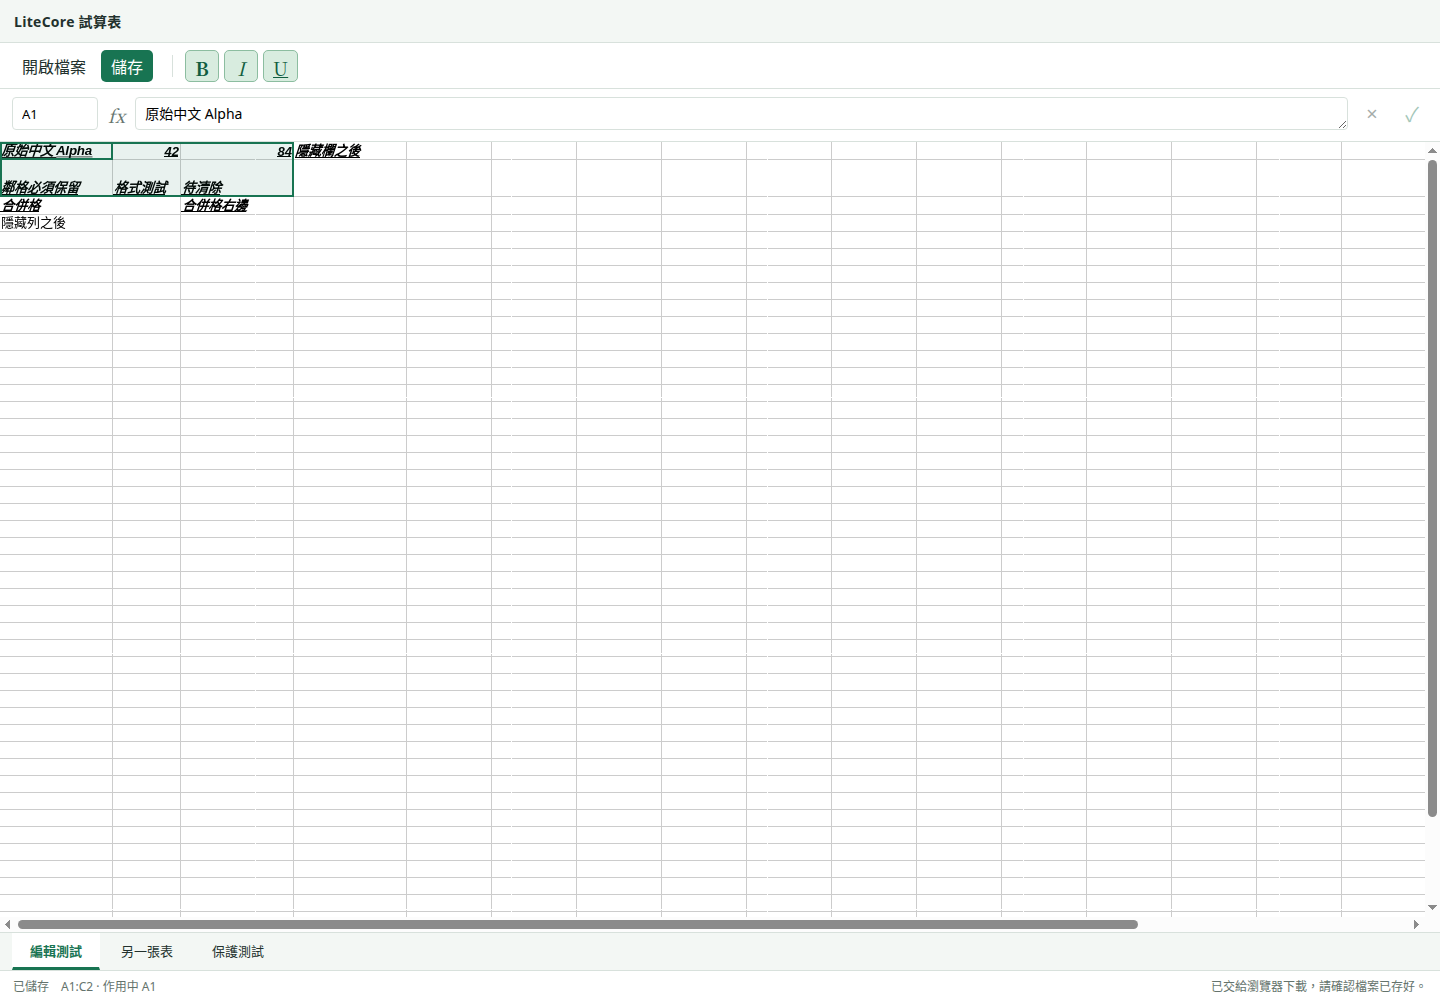 LiteCore 試算表
開啟檔案 儲存 B I U
A1 fx 原始中文 Alpha × ✓
原始中文 Alpha 42 84 隱藏欄之後
鄰格必須保留 格式測試 待清除
合併格 合併格右邊
隱藏列之後
編輯測試 另一張表 保護測試
已儲存 A1:C2 · 作用中 A1 已交給瀏覽器下載，請確認檔案已存好。